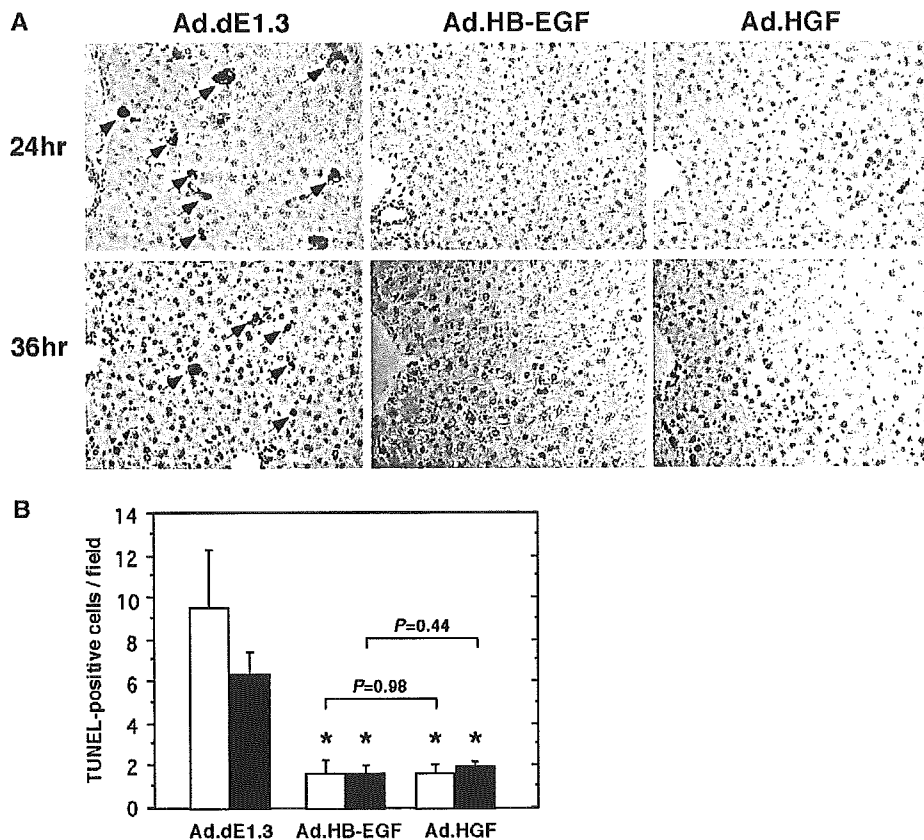 A
Ad.dE1.3 Ad.HB-EGF Ad.HGF
24hr
36hr
B
TUNEL-positive cells / field
14
12
10
8
6
4
2
0
P=0.44
P=0.98
* * * *
Ad.dE1.3 Ad.HB-EGF Ad.HGF